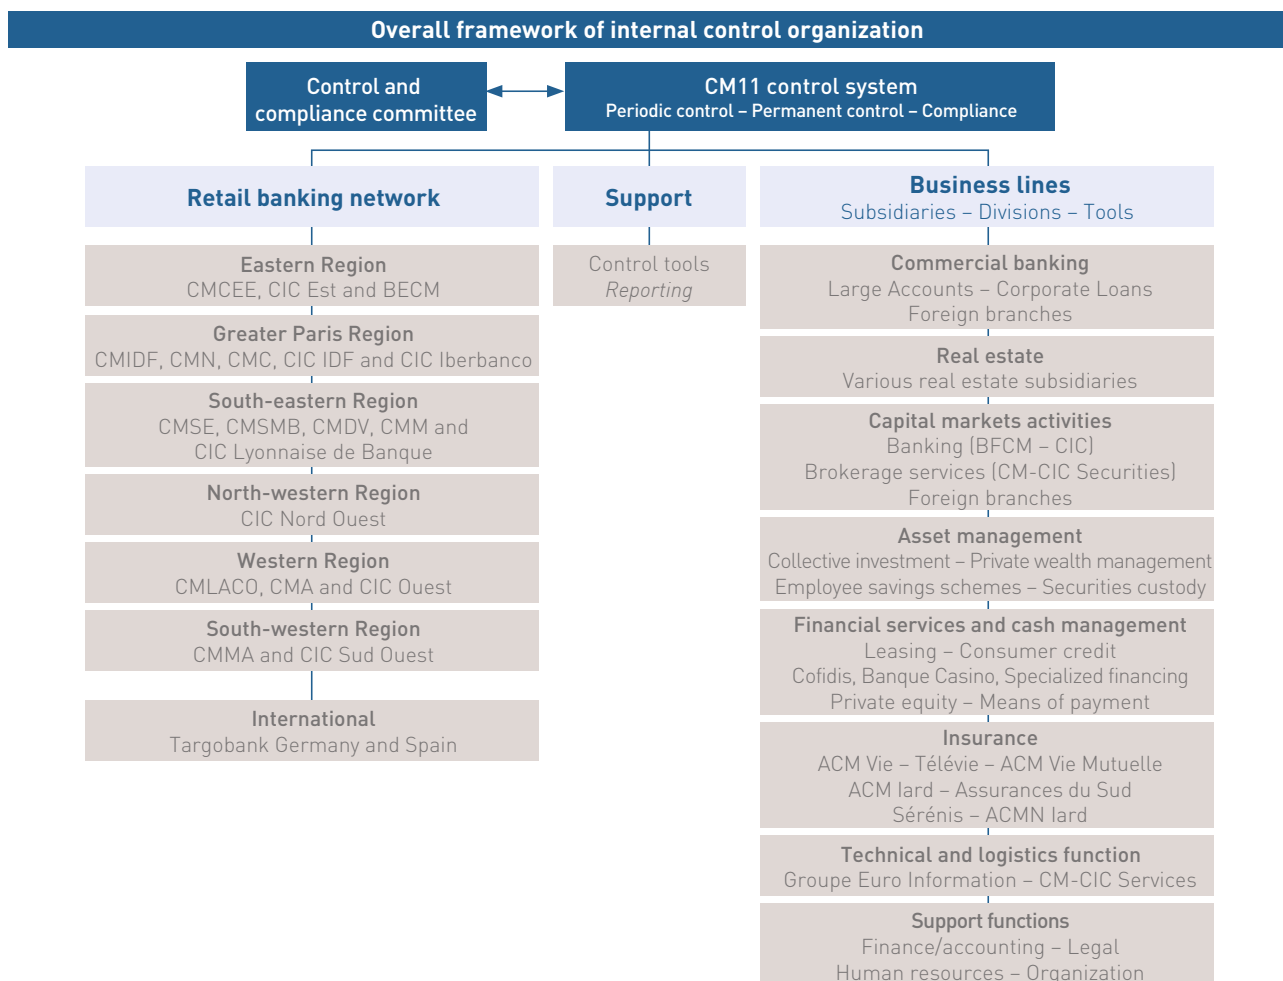 Overall framework of internal control organization
Control and
compliance committee
CM11 control system
Periodic control – Permanent control – Compliance
Retail banking network
Eastern Region
CMCEE, CIC Est and BECM
Greater Paris Region
CMIDF, CMN, CMC, CIC IDF and CIC Iberbanco
South-eastern Region
CMSE, CMSMB, CMDV, CMM and
CIC Lyonnaise de Banque
North-western Region
CIC Nord Ouest
Western Region
CMLACO, CMA and CIC Ouest
South-western Region
CMMA and CIC Sud Ouest
International
Targobank Germany and Spain
Support
Control tools
Reporting
Business lines
Subsidiaries – Divisions – Tools
Commercial banking
Large Accounts – Corporate Loans
Foreign branches
Real estate
Various real estate subsidiaries
Capital markets activities
Banking (BFCM – CIC)
Brokerage services (CM-CIC Securities)
Foreign branches
Asset management
Collective investment – Private wealth management
Employee savings schemes – Securities custody
Financial services and cash management
Leasing – Consumer credit
Cofidis, Banque Casino, Specialized financing
Private equity – Means of payment
Insurance
ACM Vie – Télévie – ACM Vie Mutuelle
ACM Iard – Assurances du Sud
Sérénis – ACMN Iard
Technical and logistics function
Groupe Euro Information – CM-CIC Services
Support functions
Finance/accounting – Legal
Human resources – Organization